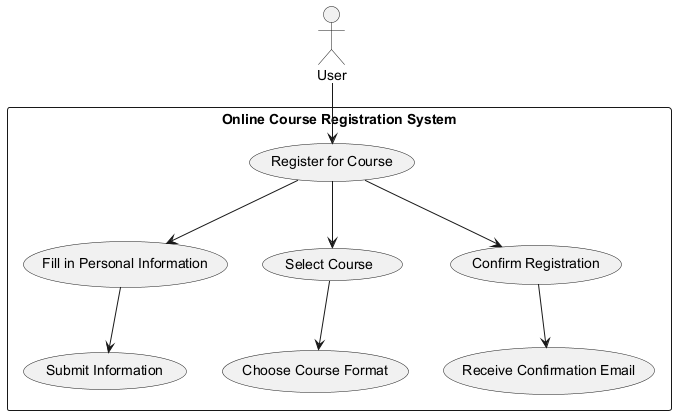 User
Online Course Registration System
Register for Course
Fill in Personal Information
Select Course
Confirm Registration
Submit Information
Choose Course Format
Receive Confirmation Email